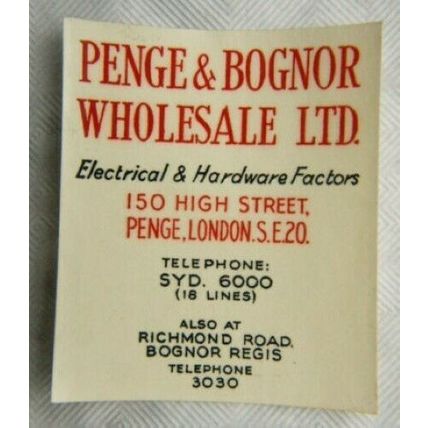 PENGE & BOGNOR
WHOLESALE LTD.
Electrical & Hardware Factors
150 HIGH STREET,
PENGE, LONDON. S.E.20.
TELEPHONE:
SYD. 6000
(18 LINES)
ALSO AT
RICHMOND ROAD.
BOGNOR REGIS
TELEPHONE
3030